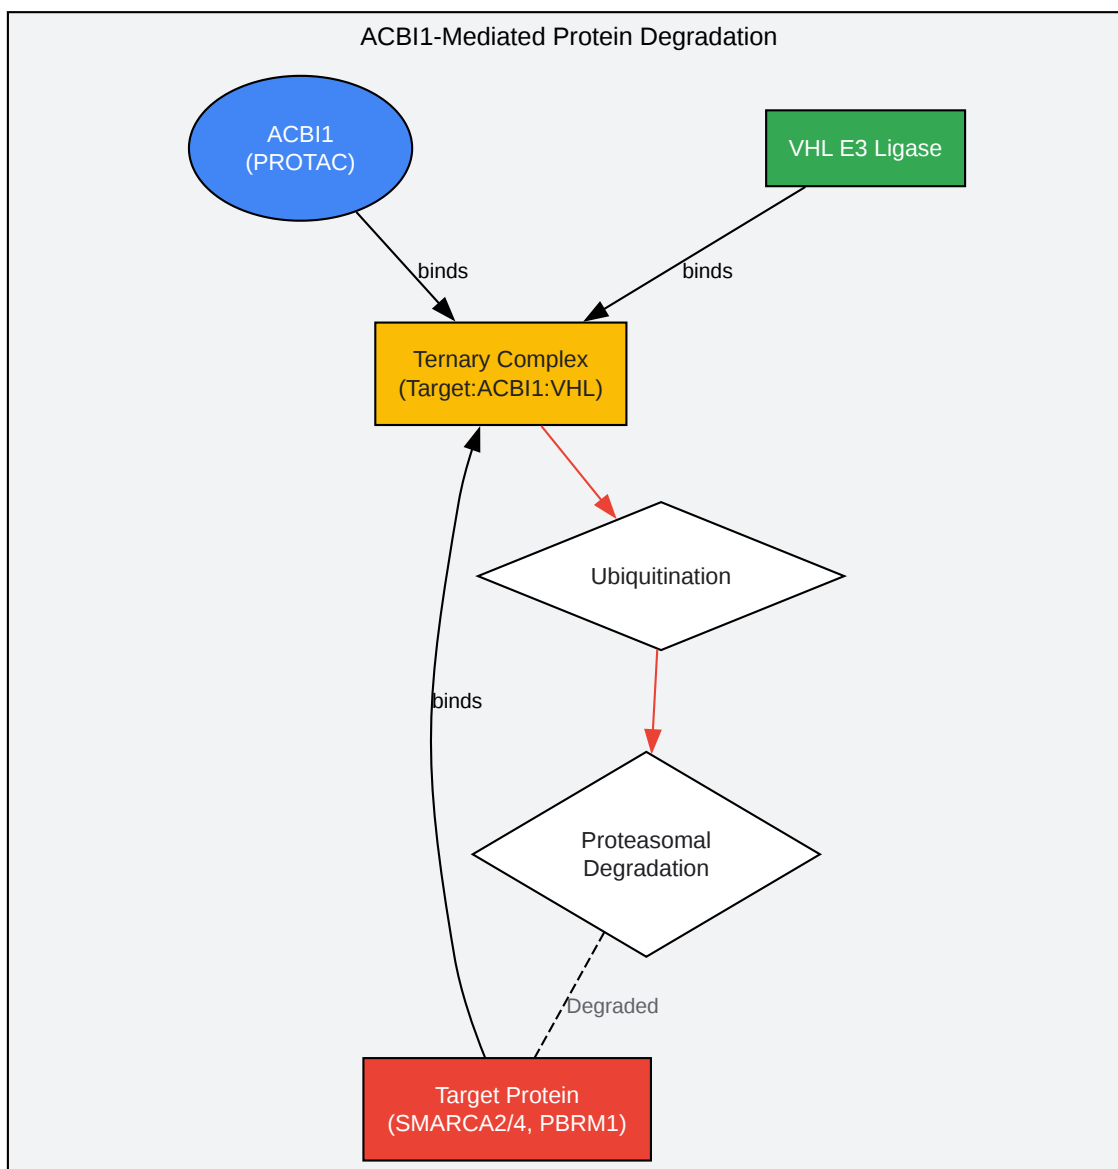 ACBI1-Mediated Protein Degradation
ACBI1
(PROTAC)
VHL E3 Ligase
binds
binds
Ternary Complex
(Target:ACBI1:VHL)
Ubiquitination
binds
Proteasomal
Degradation
Degraded
Target Protein
(SMARCA2/4, PBRM1)